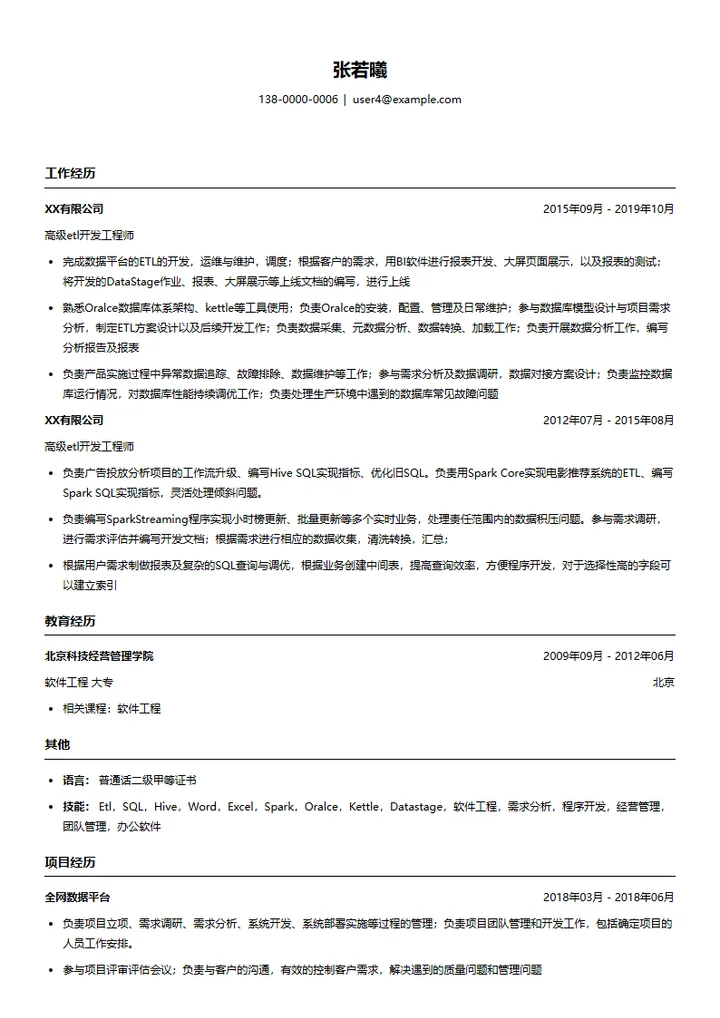 张若曦
138-0000-0006 | user4@example.com
工作经历
XX有限公司 2015年09月 - 2019年10月
高级etl开发工程师
• 完成数据平台的ETL的开发，运维与维护，调度；根据客户的需求，用BI软件进行报表开发、大屏页面展示，以及报表的测试；
将开发的DataStage作业、报表、大屏展示等上线文档的编写，进行上线
• 熟悉Oralce数据库体系架构、kettle等工具使用；负责Oralce的安装，配置、管理及日常维护；参与数据库模型设计与项目需求
分析，制定ETL方案设计以及后续开发工作；负责数据采集、元数据分析、数据转换、加载工作；负责开展数据分析工作，编写
分析报告及报表
• 负责产品实施过程中异常数据追踪、故障排除、数据维护等工作；参与需求分析及数据调研，数据对接方案设计；负责监控数据
库运行情况，对数据库性能持续调优工作；负责处理生产环境中遇到的数据库常见故障问题
XX有限公司 2012年07月 - 2015年08月
高级etl开发工程师
• 负责广告投放分析项目的工作流升级、编写Hive SQL实现指标、优化旧SQL。负责用Spark Core实现电影推荐系统的ETL、编写
Spark SQL实现指标，灵活处理倾斜问题。
• 负责编写SparkStreaming程序实现小时榜更新、批量更新等多个实时业务，处理责任范围内的数据积压问题。参与需求调研，
进行需求评估并编写开发文档；根据需求进行相应的数据收集，清洗转换，汇总；
• 根据用户需求制做报表及复杂的SQL查询与调优，根据业务创建中间表，提高查询效率，方便程序开发，对于选择性高的字段可
以建立索引
教育经历
北京科技经营管理学院 2009年09月 - 2012年06月
软件工程 大专 北京
• 相关课程：软件工程
其他
• 语言： 普通话二级甲等证书
• 技能： Etl，SQL，Hive，Word，Excel，Spark，Oralce，Kettle，Datastage，软件工程，需求分析，程序开发，经营管理，
团队管理，办公软件
项目经历
全网数据平台 2018年03月 - 2018年06月
• 负责项目立项、需求调研、需求分析、系统开发、系统部署实施等过程的管理；负责项目团队管理和开发工作，包括确定项目的
人员工作安排。
• 参与项目评审评估会议；负责与客户的沟通，有效的控制客户需求，解决遇到的质量问题和管理问题